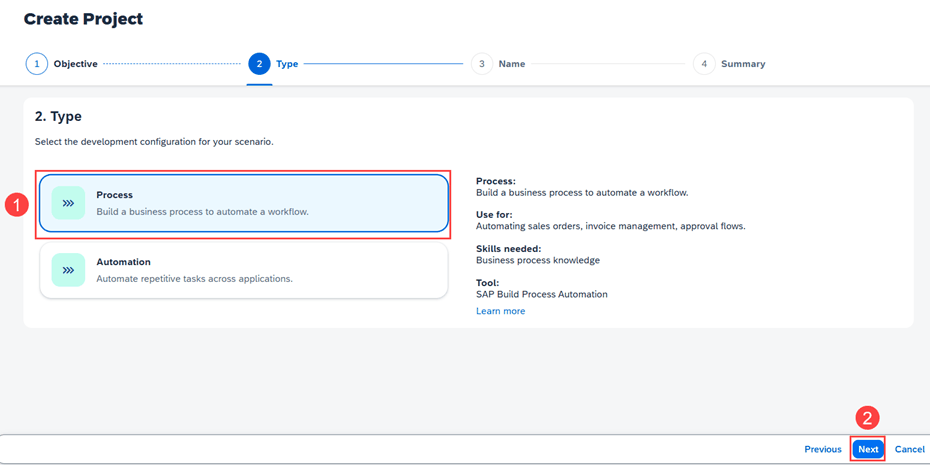 Create Project
1 Objective 2 Type 3 Name 4 Summary
2. Type
Select the development configuration for your scenario.
1
Process
Build a business process to automate a workflow.
Automation
Automate repetitive tasks across applications.
Process:
Build a business process to automate a workflow.
Use for:
Automating sales orders, invoice management, approval flows.
Skills needed:
Business process knowledge
Tool:
SAP Build Process Automation
Learn more
2
Previous Next Cancel